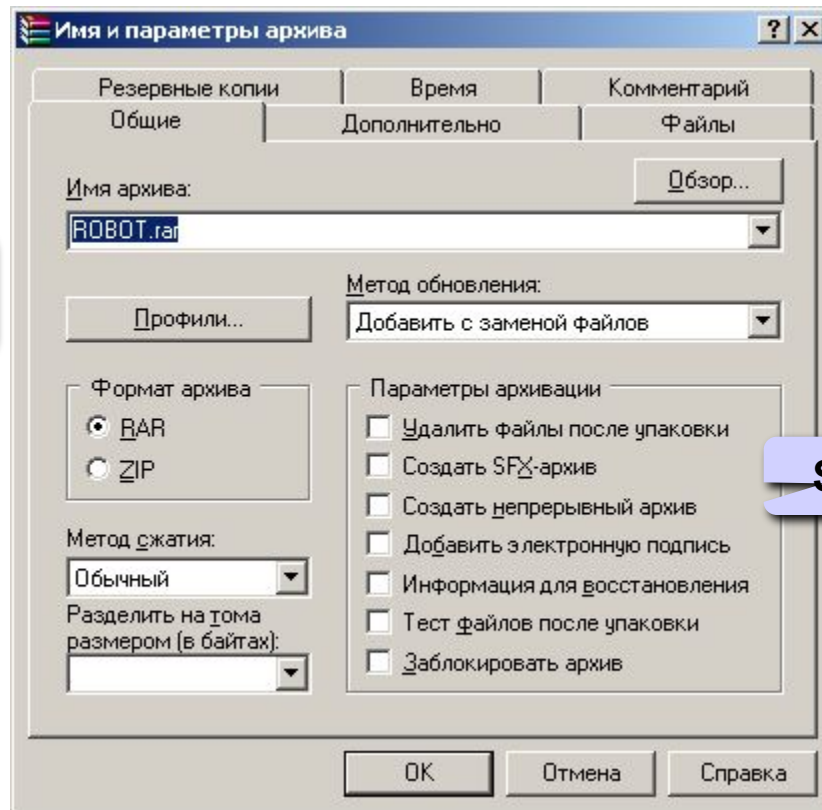 Имя и параметры архива
Резервные копии Время Комментарий
Общие Дополнительно Файлы
Имя архива:
Обзор...
ROBOT.rar
Профили...
Метод обновления:
Добавить с заменой файлов
Формат архива
RAR
ZIP
Метод сжатия:
Обычный
Разделить на тома
размером (в байтах):
Параметры архивации
Удалить файлы после упаковки
Создать SFX-архив
Создать непрерывный архив
Добавить электронную подпись
Информация для восстановления
Тест файлов после упаковки
Заблокировать архив
OK Отмена Справка